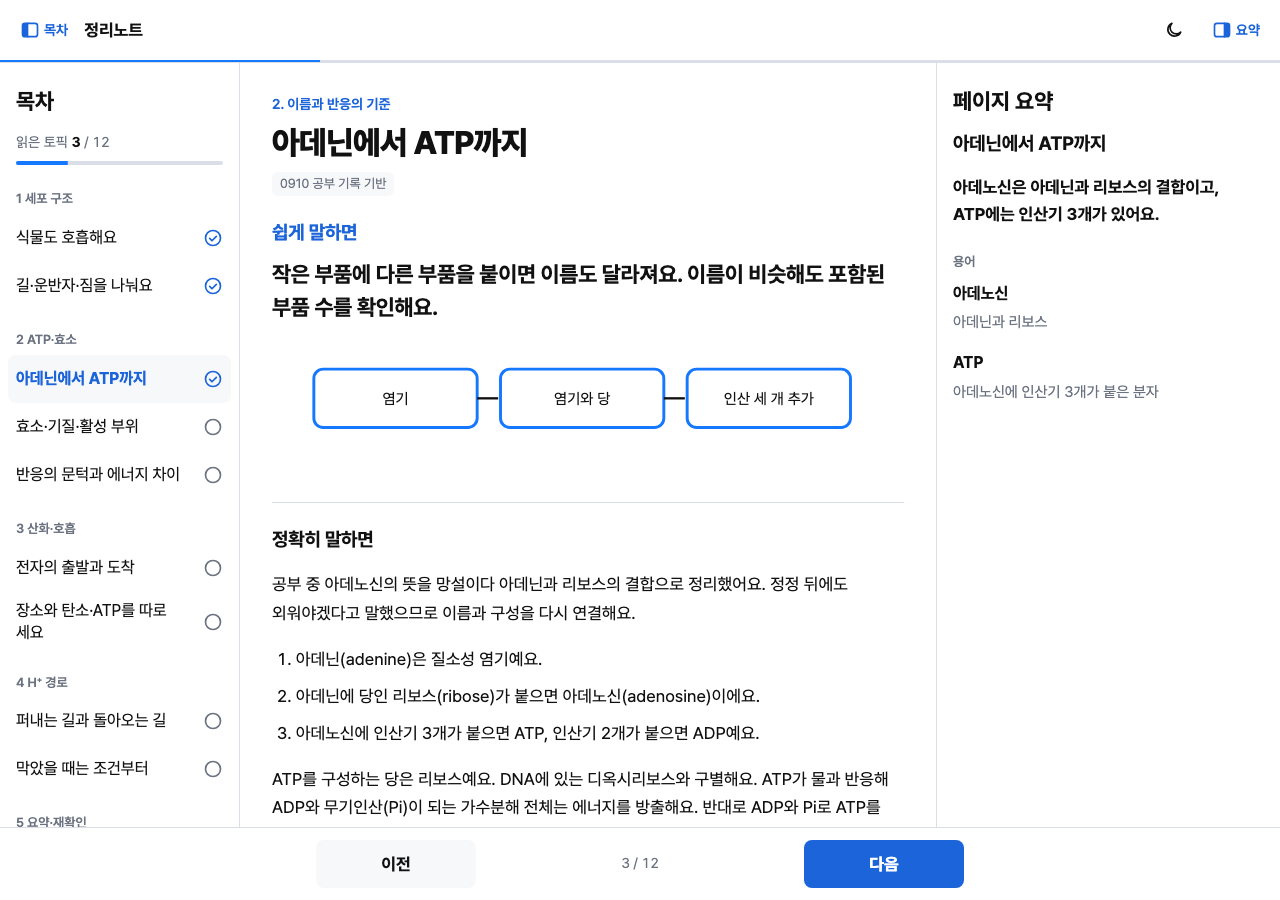 목차
정리노트
요약
목차
읽은 토픽 3 / 12
1 세포 구조
식물도 호흡해요
길·운반자·짐을 나눠요
2 ATP·효소
아데닌에서 ATP까지
효소·기질·활성 부위
반응의 문턱과 에너지 차이
3 산화·호흡
전자의 출발과 도착
장소와 탄소·ATP를 따로
세요
4 H⁺ 경로
퍼내는 길과 돌아오는 길
막았을 때는 조건부터
5 요약·재확인
2. 이름과 반응의 기준
아데닌에서 ATP까지
0910 공부 기록 기반
쉽게 말하면
작은 부품에 다른 부품을 붙이면 이름도 달라져요. 이름이 비슷해도 포함된
부품 수를 확인해요.
염기
염기와 당
인산 세 개 추가
정확히 말하면
공부 중 아데노신의 뜻을 망설이다 아데닌과 리보스의 결합으로 정리했어요. 정정 뒤에도
외워야겠다고 말했으므로 이름과 구성을 다시 연결해요.
1. 아데닌(adenine)은 질소성 염기예요.
2. 아데닌에 당인 리보스(ribose)가 붙으면 아데노신(adenosine)이에요.
3. 아데노신에 인산기 3개가 붙으면 ATP, 인산기 2개가 붙으면 ADP예요.
ATP를 구성하는 당은 리보스예요. DNA에 있는 디옥시리보스와 구별해요. ATP가 물과 반응해
ADP와 무기인산(Pi)이 되는 가수분해 전체는 에너지를 방출해요. 반대로 ADP와 Pi로 ATP를
페이지 요약
아데닌에서 ATP까지
아데노신은 아데닌과 리보스의 결합이고,
ATP에는 인산기 3개가 있어요.
용어
아데노신
아데닌과 리보스
ATP
아데노신에 인산기 3개가 붙은 분자
이전
3 / 12
다음